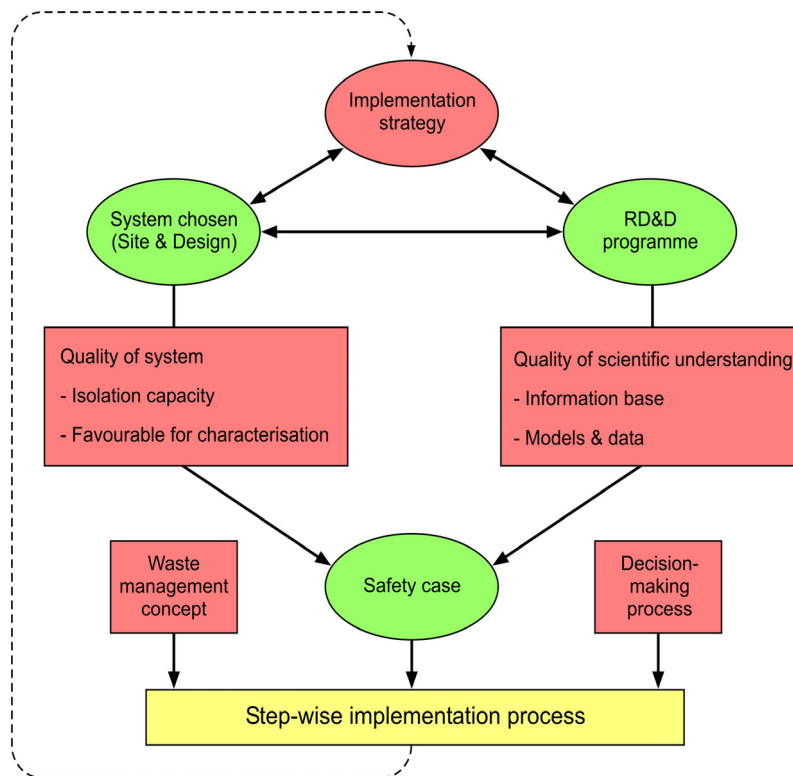 Implementation
strategy
System chosen
(Site & Design)
RD&D
programme
Quality of system
- Isolation capacity
- Favourable for characterisation
Quality of scientific understanding
- Information base
- Models & data
Waste
management
concept
Safety case
Decision-
making
process
Step-wise implementation process